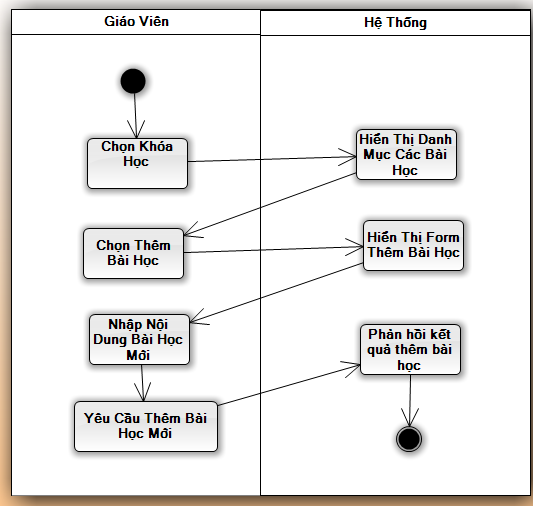 Giáo Viên
Hệ Thống
Chọn Khóa
Học
Hiển Thị Danh
Mục Các Bài
Học
Chọn Thêm
Bài Học
Hiển Thị Form
Thêm Bài Học
Nhập Nội
Dung Bài Học
Mới
Phản hồi kết
quả thêm bài
học
Yêu Cầu Thêm Bài
Học Mới